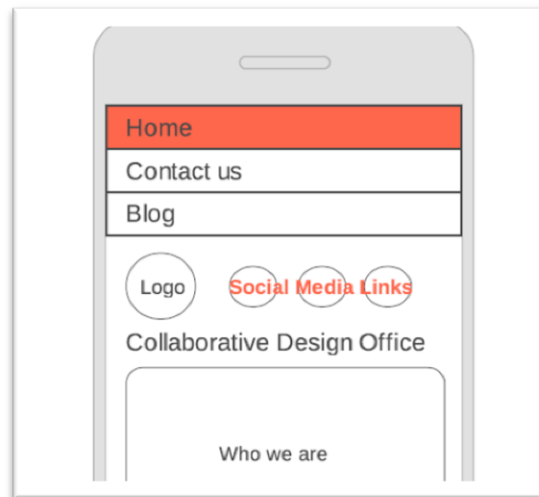 Home
Contact us
Blog
Logo
Social Media Links
Collaborative Design Office
Who we are